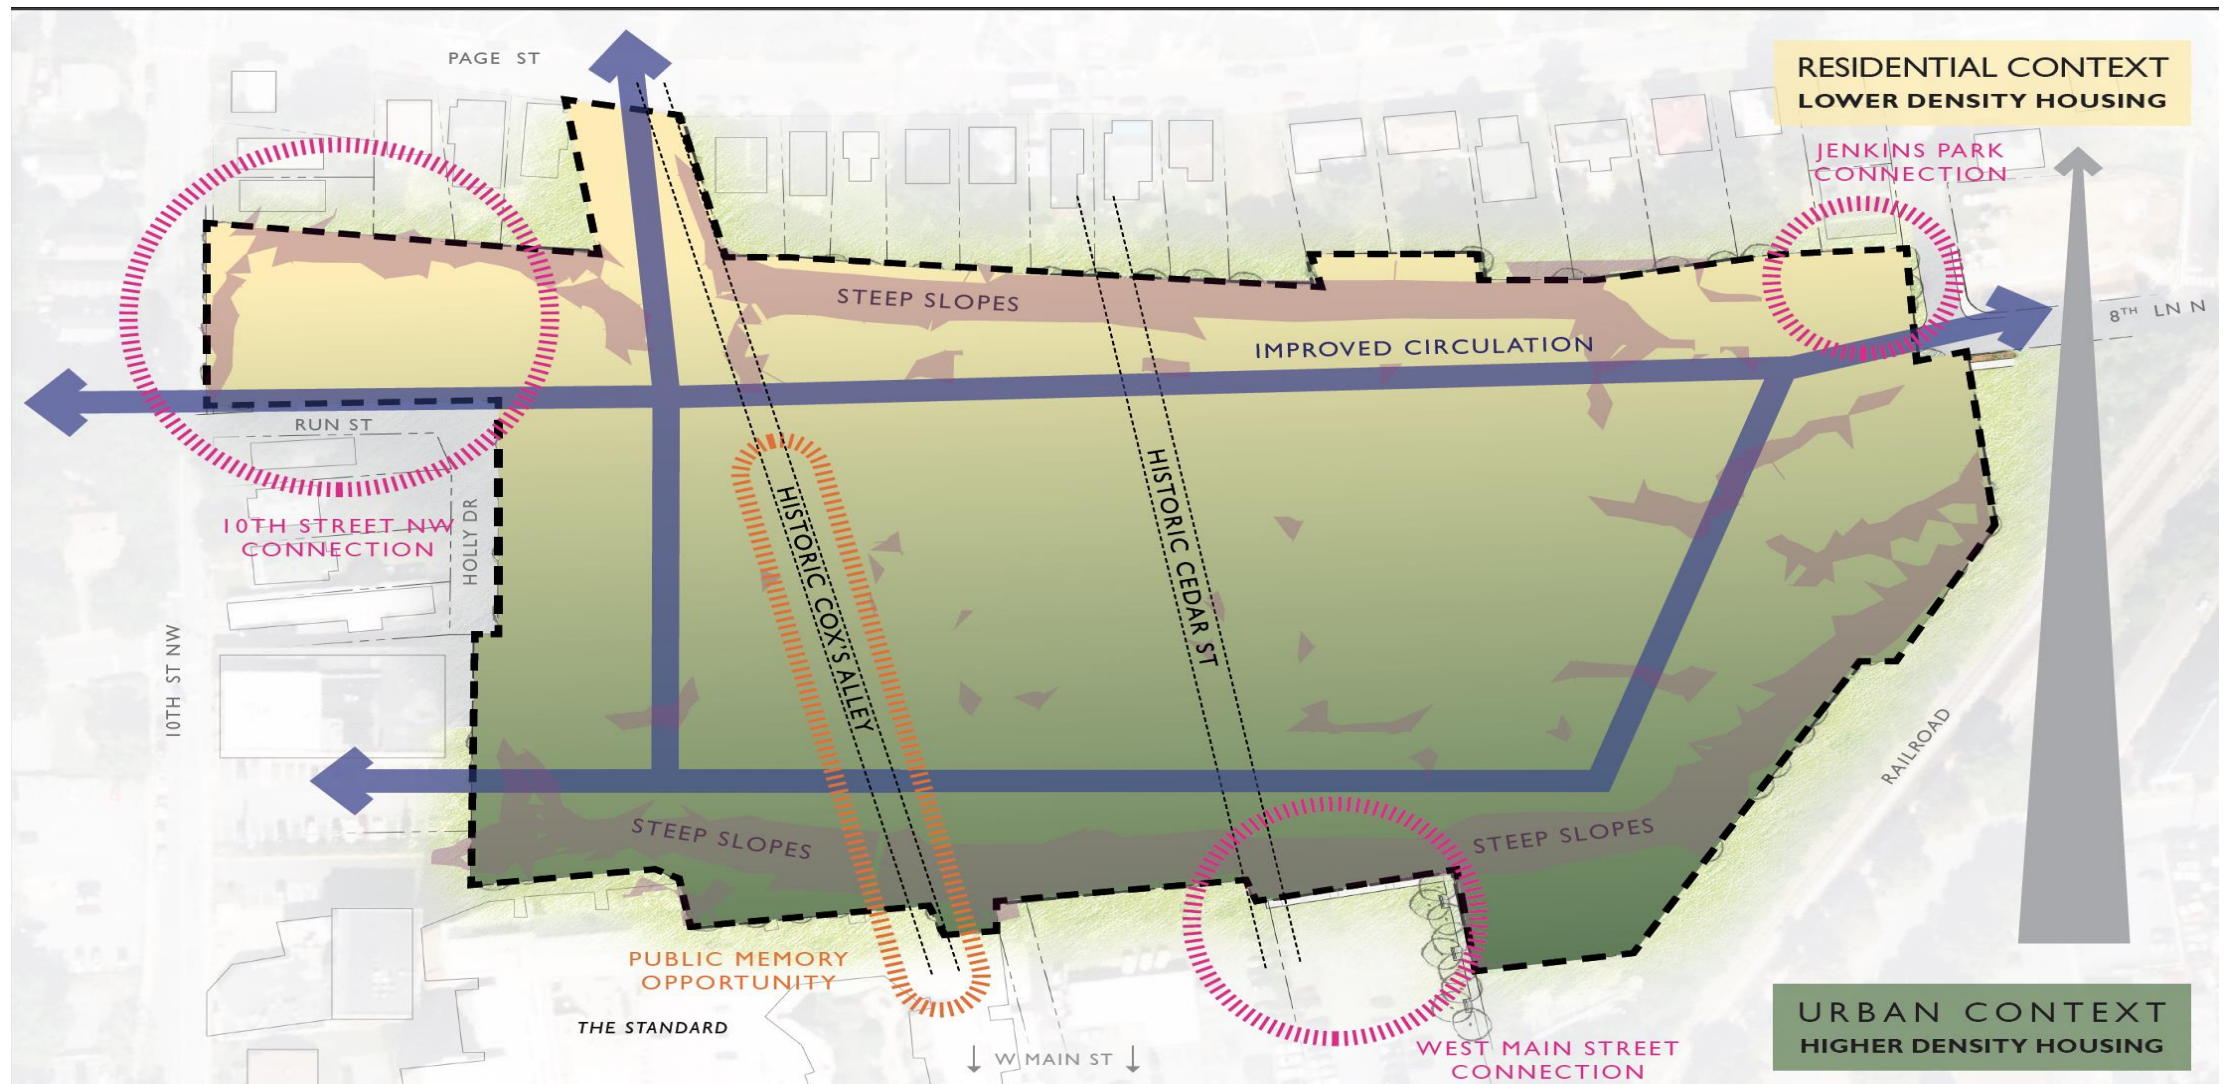 PAGE ST
RESIDENTIAL CONTEXT
LOWER DENSITY HOUSING
JENKINS PARK
CONNECTION
STEEP SLOPES
8TH LN N
IMPROVED CIRCULATION
RUN ST
10TH STREET NW
CONNECTION
HOLLY DR
HISTORIC COX'S ALLEY
HISTORIC CEDAR ST
10TH ST NW
RAILROAD
STEEP SLOPES
STEEP SLOPES
PUBLIC MEMORY
OPPORTUNITY
THE STANDARD
↓ W MAIN ST ↓
WEST MAIN STREET
CONNECTION
URBAN CONTEXT
HIGHER DENSITY HOUSING